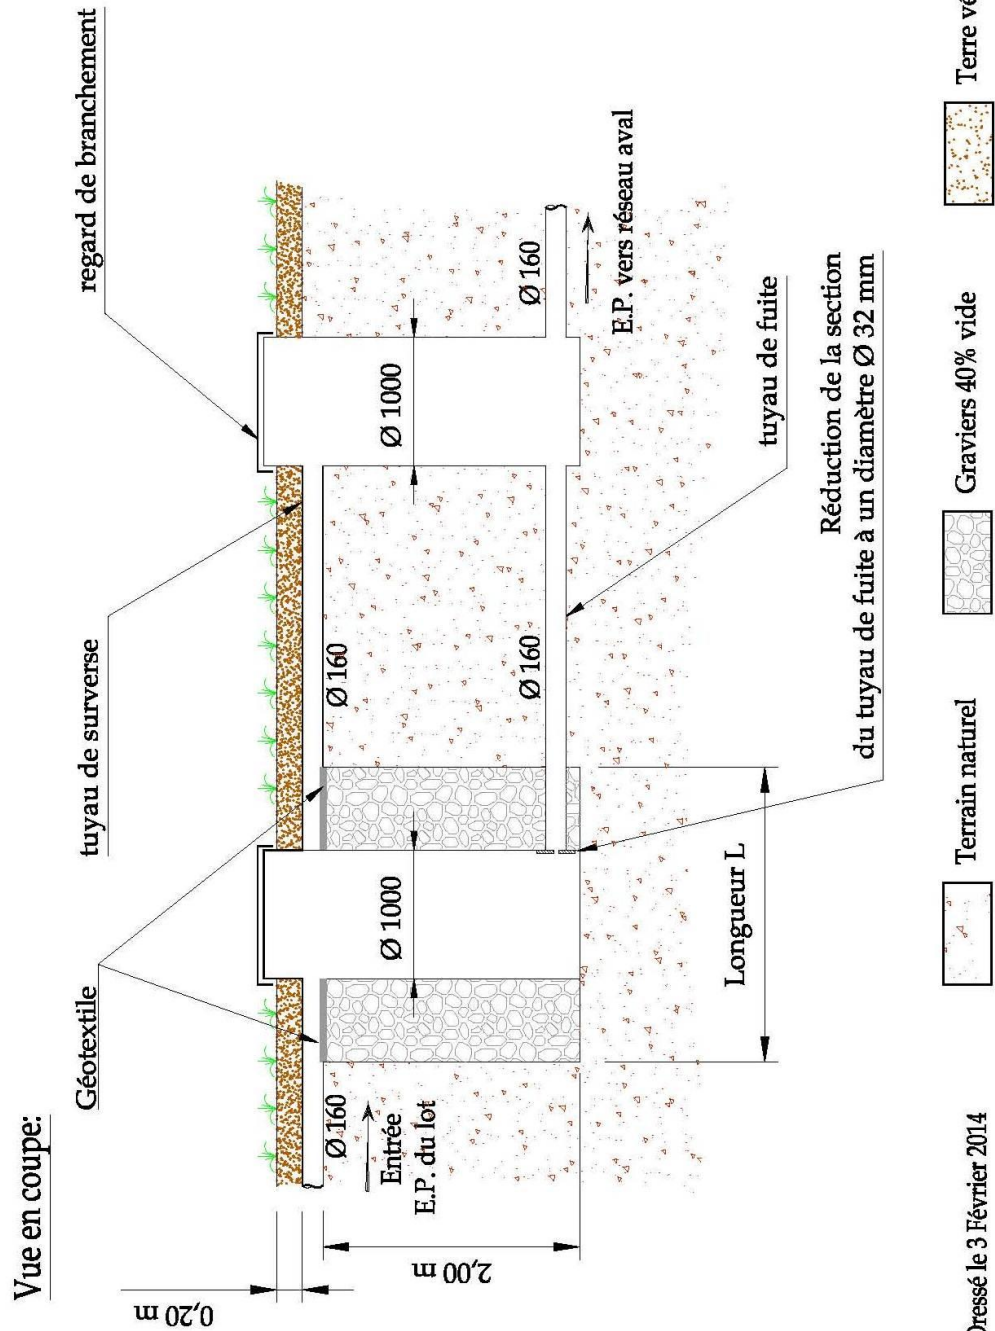 Vue en coupe:
Géotextile
tuyau de surverse
regard de branchement
0,20 m
2,00 m
Ø 160
Entrée
E.P. du lot
Ø 1000
Ø 160
Ø 160
Ø 1000
Ø 160
E.P. vers réseau aval
Longueur L
tuyau de fuite
Réduction de la section
du tuyau de fuite à un diamètre Ø 32 mm
Terrain naturel
Graviers 40% vide
Terre
Dressé le 3 Février 2014